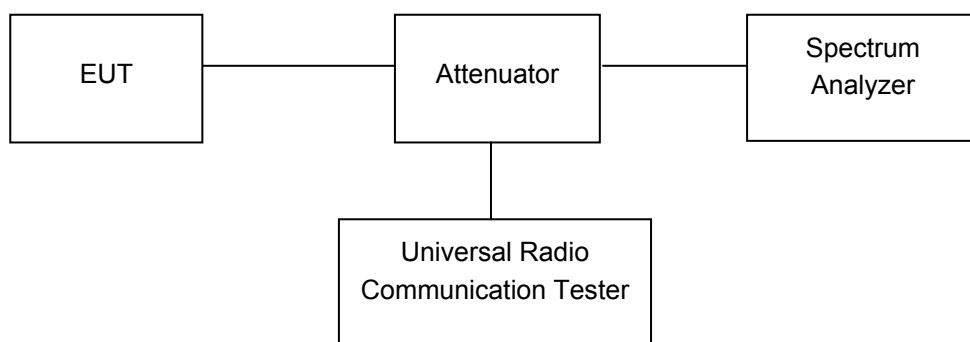 EUT
Attenuator
Spectrum
Analyzer
Universal Radio
Communication Tester